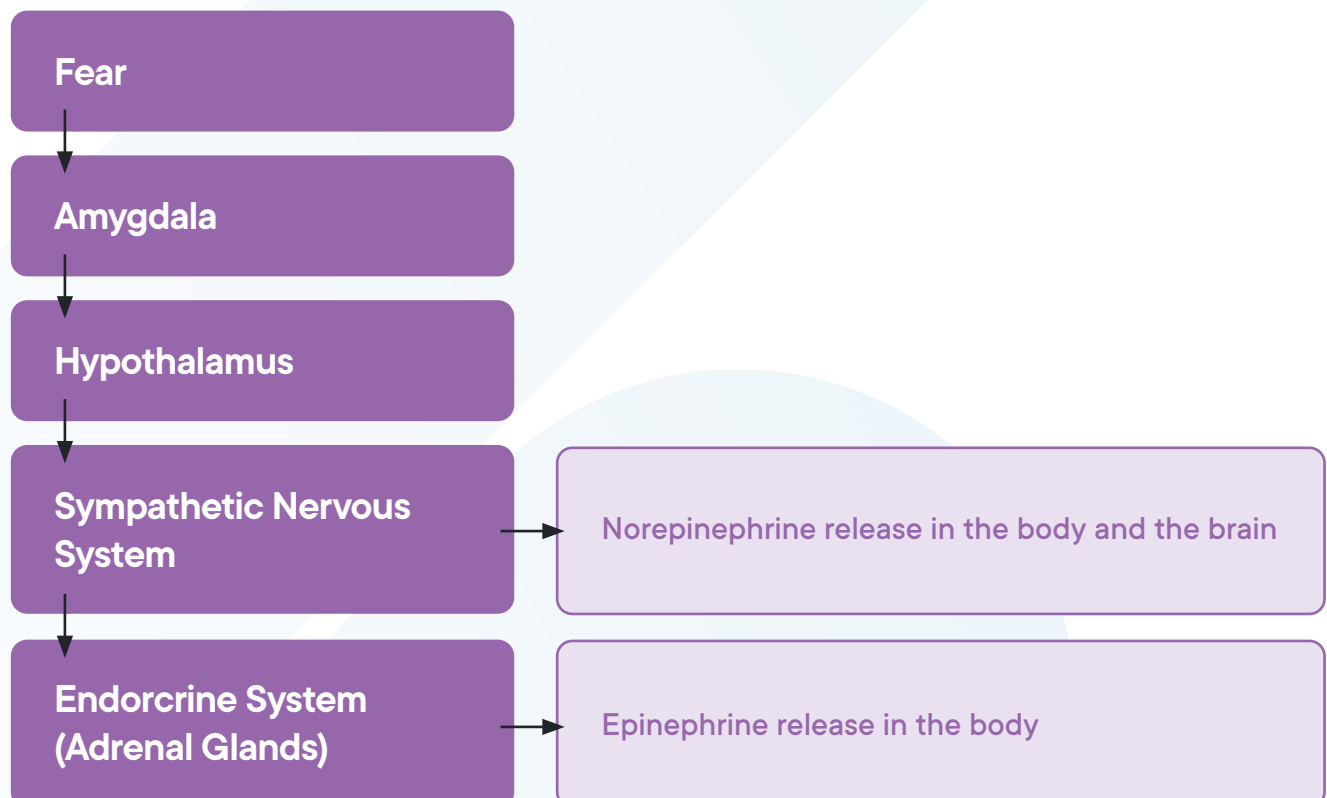 Fear
Amygdala
Hypothalamus
Sympathetic Nervous
System
Norepinephrine release in the body and the brain
Endorcrine System
(Adrenal Glands)
Epinephrine release in the body